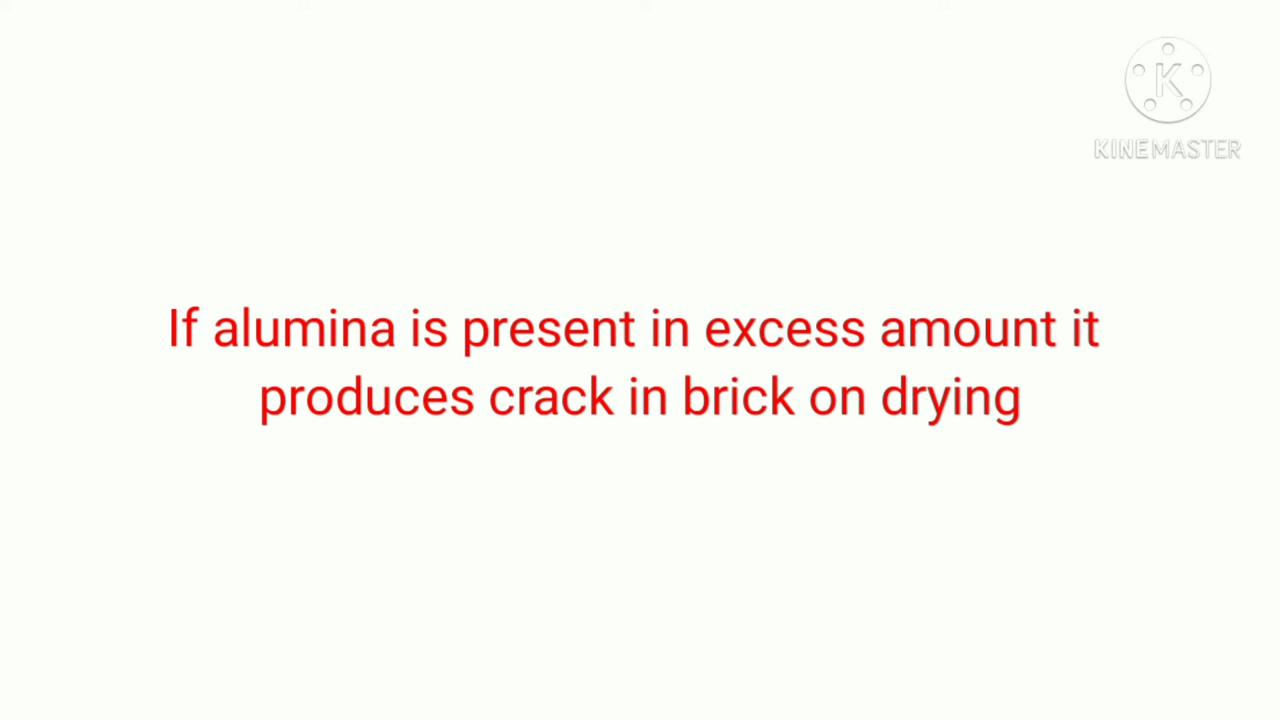 K
KINEMASTER
If alumina is present in excess amount it
produces crack in brick on drying